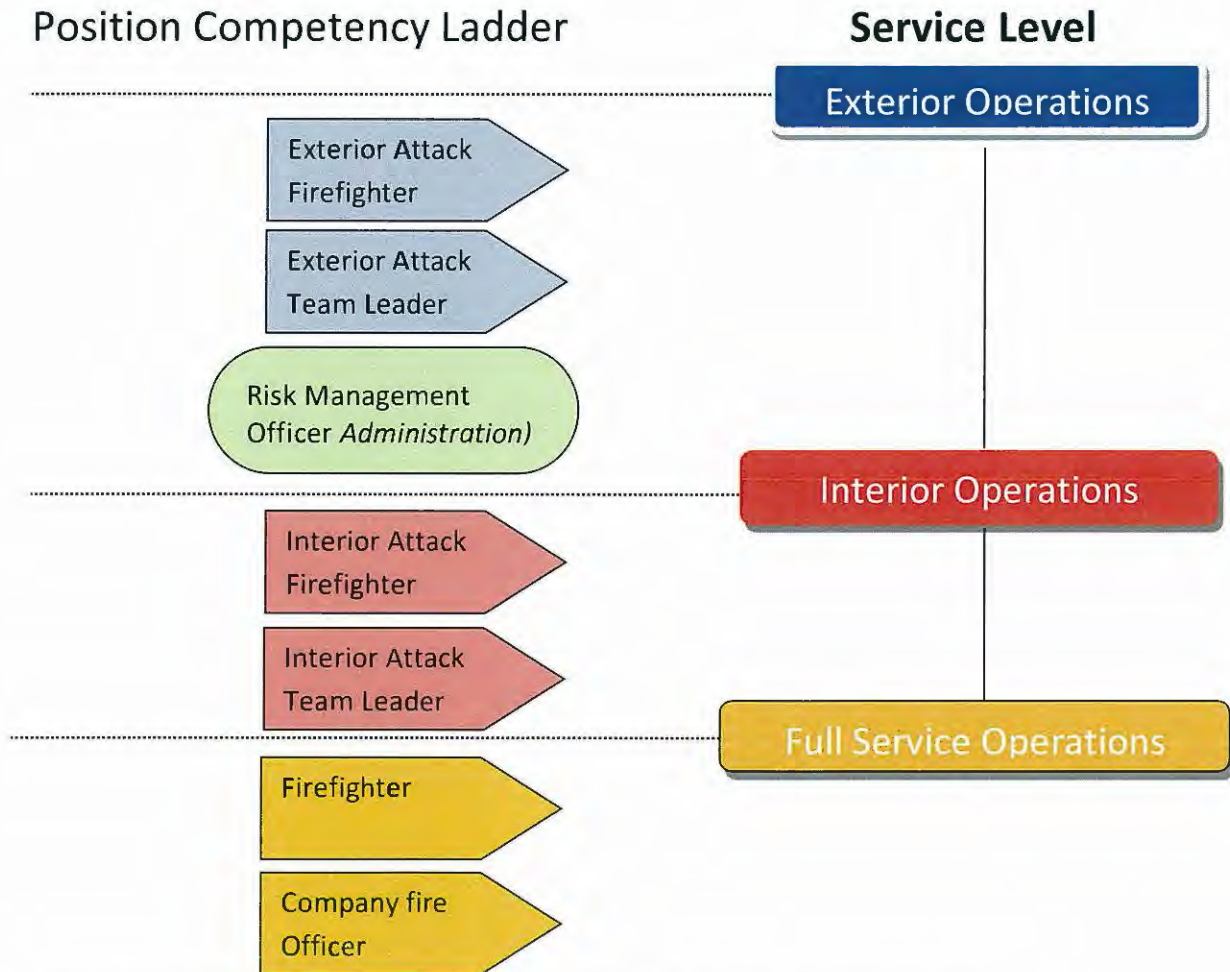 Position Competency Ladder
Service Level
Exterior Operations
Exterior Attack
Firefighter
Exterior Attack
Team Leader
Risk Management
Officer Administration)
Interior Operations
Interior Attack
Firefighter
Interior Attack
Team Leader
Full Service Operations
Firefighter
Company fire
Officer